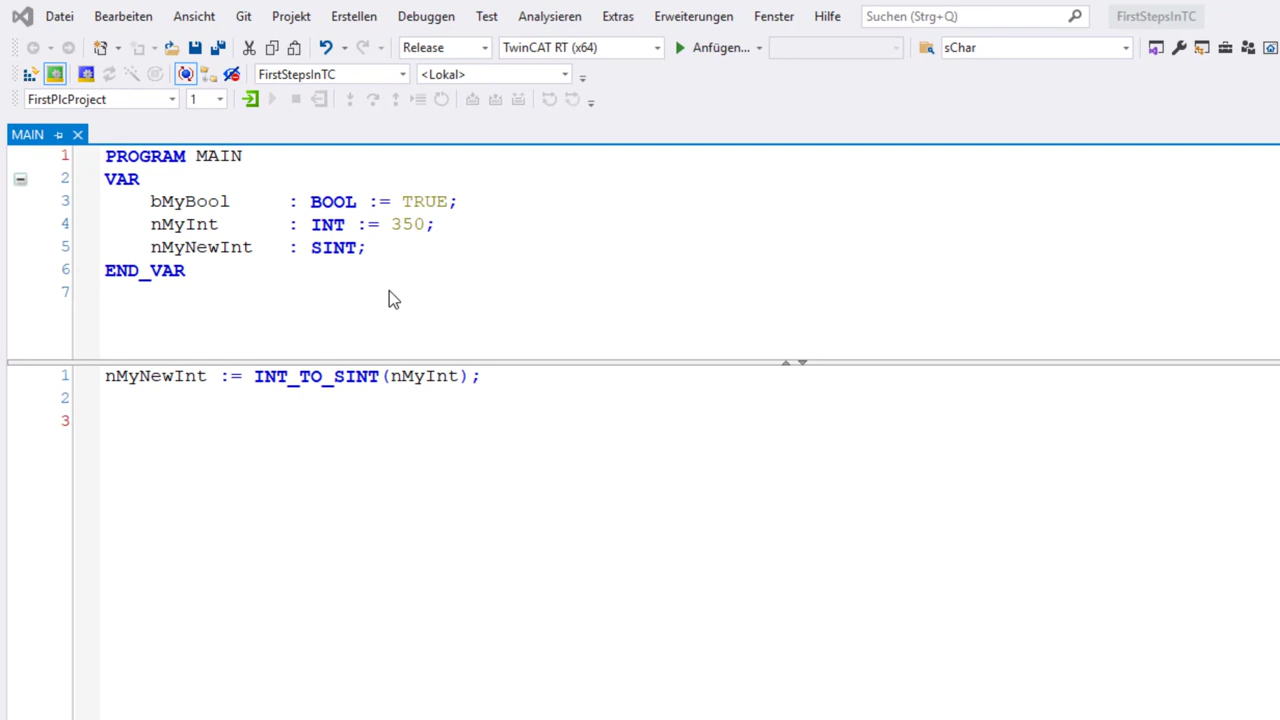 Datei Bearbeiten Ansicht Git Projekt Erstellen Debuggen Test Analysieren Extras Erweiterungen Fenster Hilfe Suchen (Strg+Q) FirstStepsInTC
Release TwinCAT RT (x64) Anfügen... sChar
FirstStepsInTC <Lokal>
FirstPlcProject 1
MAIN
1 PROGRAM MAIN
2 VAR
3 bMyBool : BOOL := TRUE;
4 nMyInt : INT := 350;
5 nMyNewInt : SINT;
6 END_VAR
7
1 nMyNewInt := INT_TO_SINT(nMyInt);
2
3